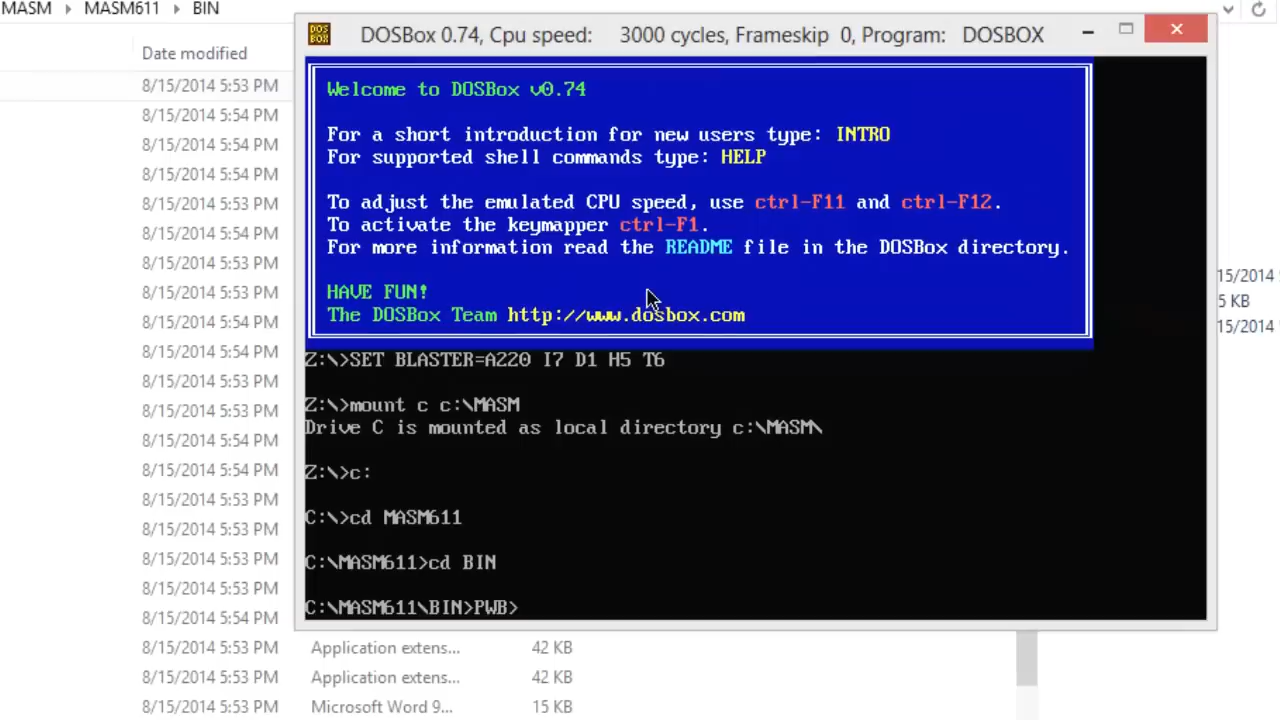 MASM MASM611 BIN
DOS BOX
DOSBox 0.74, Cpu speed: 3000 cycles, Frameskip 0, Program: DOSBOX
Date modified
8/15/2014 5:53 PM
8/15/2014 5:54 PM
8/15/2014 5:54 PM
8/15/2014 5:54 PM
8/15/2014 5:53 PM
8/15/2014 5:54 PM
8/15/2014 5:53 PM
8/15/2014 5:53 PM
8/15/2014 5:54 PM
8/15/2014 5:54 PM
8/15/2014 5:53 PM
8/15/2014 5:53 PM
8/15/2014 5:54 PM
8/15/2014 5:54 PM
8/15/2014 5:54 PM
8/15/2014 5:53 PM
8/15/2014 5:53 PM
8/15/2014 5:53 PM
8/15/2014 5:54 PM
8/15/2014 5:53 PM Application extens... 42 KB
8/15/2014 5:53 PM Application extens... 42 KB
8/15/2014 5:53 PM Microsoft Word 9... 15 KB
Welcome to DOSBox v0.74
For a short introduction for new users type: INTRO
For supported shell commands type: HELP
To adjust the emulated CPU speed, use ctrl-F11 and ctrl-F12.
To activate the keymapper ctrl-F1.
For more information read the README file in the DOSBox directory.
HAVE FUN!
The DOSBox Team http://www.dosbox.com
Z:\>SET BLASTER=A220 I7 D1 H5 T6
Z:\>mount c c:\MASM
Drive C is mounted as local directory c:\MASM\
Z:\>c:
C:\>cd MASM611
C:\MASM611>cd BIN
C:\MASM611\BIN>PWB>
15/2014
5 KB
15/2014